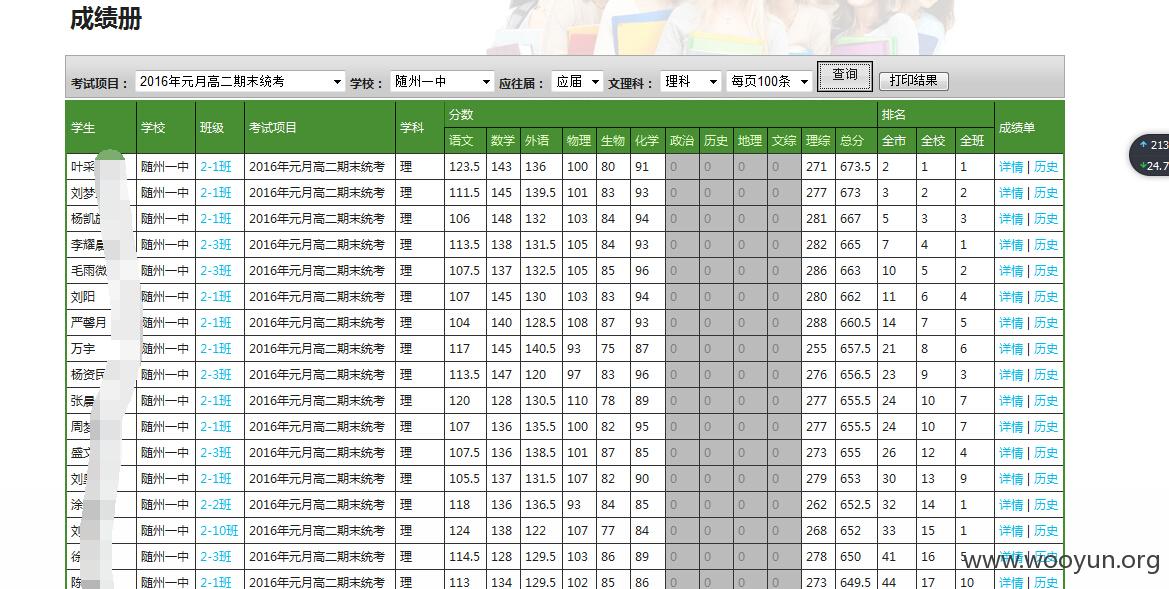 成绩册
考试项目： 2016年元月高二期末统考 学校： 随州一中 应往届： 应届 文理科： 理科 每页100条 查询 打印结果
学生 学校 班级 考试项目 学科 分数 排名 成绩单
语文 数学 外语 物理 生物 化学 政治 历史 地理 文综 理综 总分 全市 全校 全班
叶采 随州一中 2-1班 2016年元月高二期末统考 理 123.5 143 136 100 80 91 0 0 0 0 271 673.5 2 1 1 详情 | 历史
刘梦 随州一中 2-1班 2016年元月高二期末统考 理 111.5 145 139.5 101 83 93 0 0 0 0 277 673 3 2 2 详情 | 历史
杨凯 随州一中 2-1班 2016年元月高二期末统考 理 106 148 132 103 84 94 0 0 0 0 281 667 5 3 3 详情 | 历史
李耀 随州一中 2-3班 2016年元月高二期末统考 理 113.5 138 131.5 105 84 93 0 0 0 0 282 665 7 4 1 详情 | 历史
毛雨微 随州一中 2-3班 2016年元月高二期末统考 理 107.5 137 132.5 105 85 96 0 0 0 0 286 663 10 5 2 详情 | 历史
刘阳 随州一中 2-1班 2016年元月高二期末统考 理 107 145 130 103 83 94 0 0 0 0 280 662 11 6 4 详情 | 历史
严馨月 随州一中 2-1班 2016年元月高二期末统考 理 104 140 128.5 108 87 93 0 0 0 0 288 660.5 14 7 5 详情 | 历史
万宇 随州一中 2-1班 2016年元月高二期末统考 理 117 145 140.5 93 75 87 0 0 0 0 255 657.5 21 8 6 详情 | 历史
杨资民 随州一中 2-3班 2016年元月高二期末统考 理 113.5 147 120 97 83 96 0 0 0 0 276 656.5 23 9 3 详情 | 历史
张晨 随州一中 2-1班 2016年元月高二期末统考 理 120 128 130.5 110 78 89 0 0 0 0 277 655.5 24 10 7 详情 | 历史
周梦 随州一中 2-1班 2016年元月高二期末统考 理 107 136 135.5 100 82 95 0 0 0 0 277 655.5 24 10 7 详情 | 历史
盛文 随州一中 2-3班 2016年元月高二期末统考 理 107.5 136 138.5 101 87 85 0 0 0 0 273 655 26 12 4 详情 | 历史
刘 随州一中 2-1班 2016年元月高二期末统考 理 105.5 137 131.5 107 82 90 0 0 0 0 279 653 30 13 9 详情 | 历史
涂 随州一中 2-2班 2016年元月高二期末统考 理 118 136 136.5 93 84 85 0 0 0 0 262 652.5 32 14 1 详情 | 历史
刘 随州一中 2-10班 2016年元月高二期末统考 理 124 138 122 107 77 84 0 0 0 0 268 652 33 15 1 详情 | 历史
徐 随州一中 2-3班 2016年元月高二期末统考 理 114.5 128 129.5 103 86 89 0 0 0 0 278 650 41 16 5 详情 | 历史
陈 随州一中 2-1班 2016年元月高二期末统考 理 113 134 129.5 102 85 86 0 0 0 0 273 649.5 44 17 10 详情 | 历史
213
24.7
www.wooyun.org